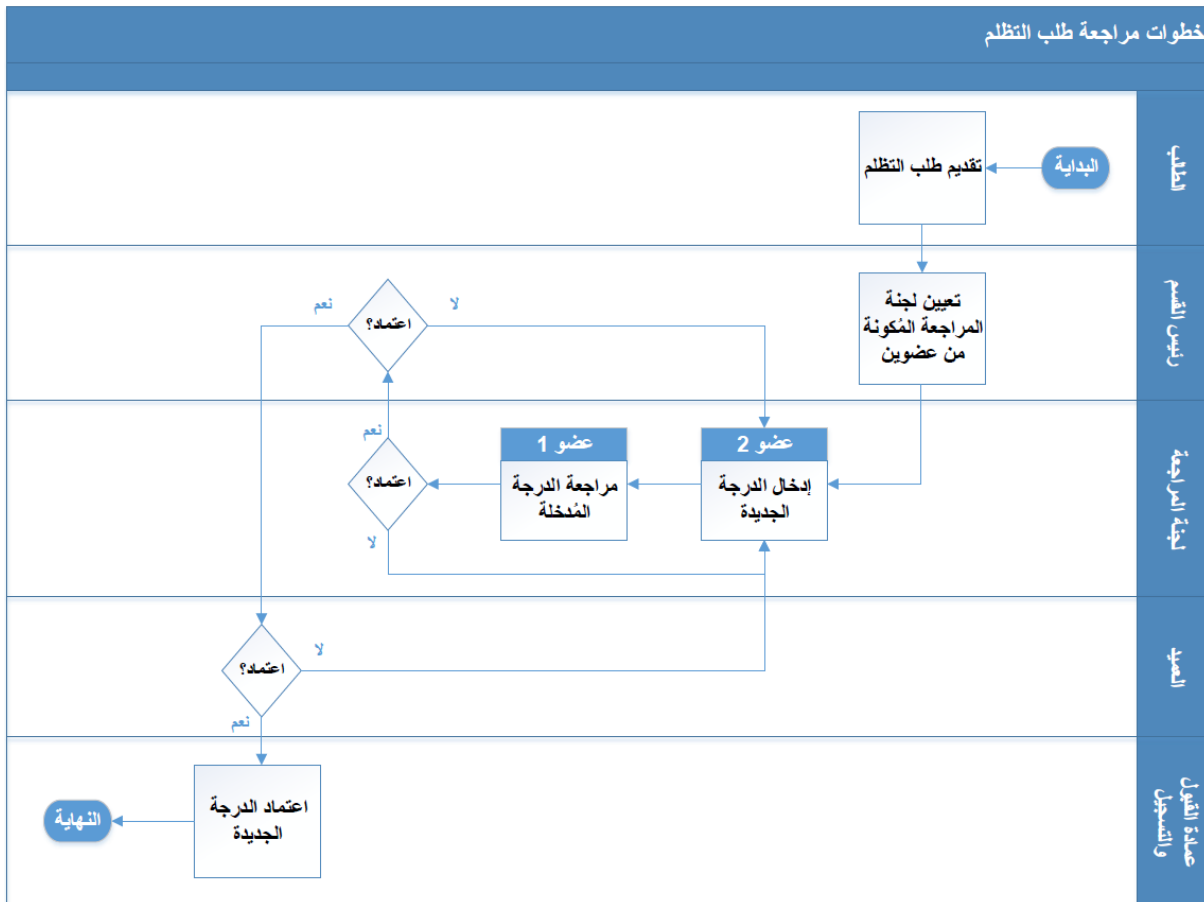 خطوات مراجعة طلب التظلم
الطالب
البداية
تقديم طلب التظلم
رئيس القسم
تعيين لجنة
المراجعة المُكونة
من عضوين
لا
اعتماد؟
نعم
لجنة المراجعة
عضو 2
إدخال الدرجة
الجديدة
عضو 1
مراجعة الدرجة
المُدخلة
نعم
اعتماد؟
لا
العميد
لا
اعتماد؟
نعم
عمادة القبول
والتسجيل
اعتماد الدرجة
الجديدة
النهاية